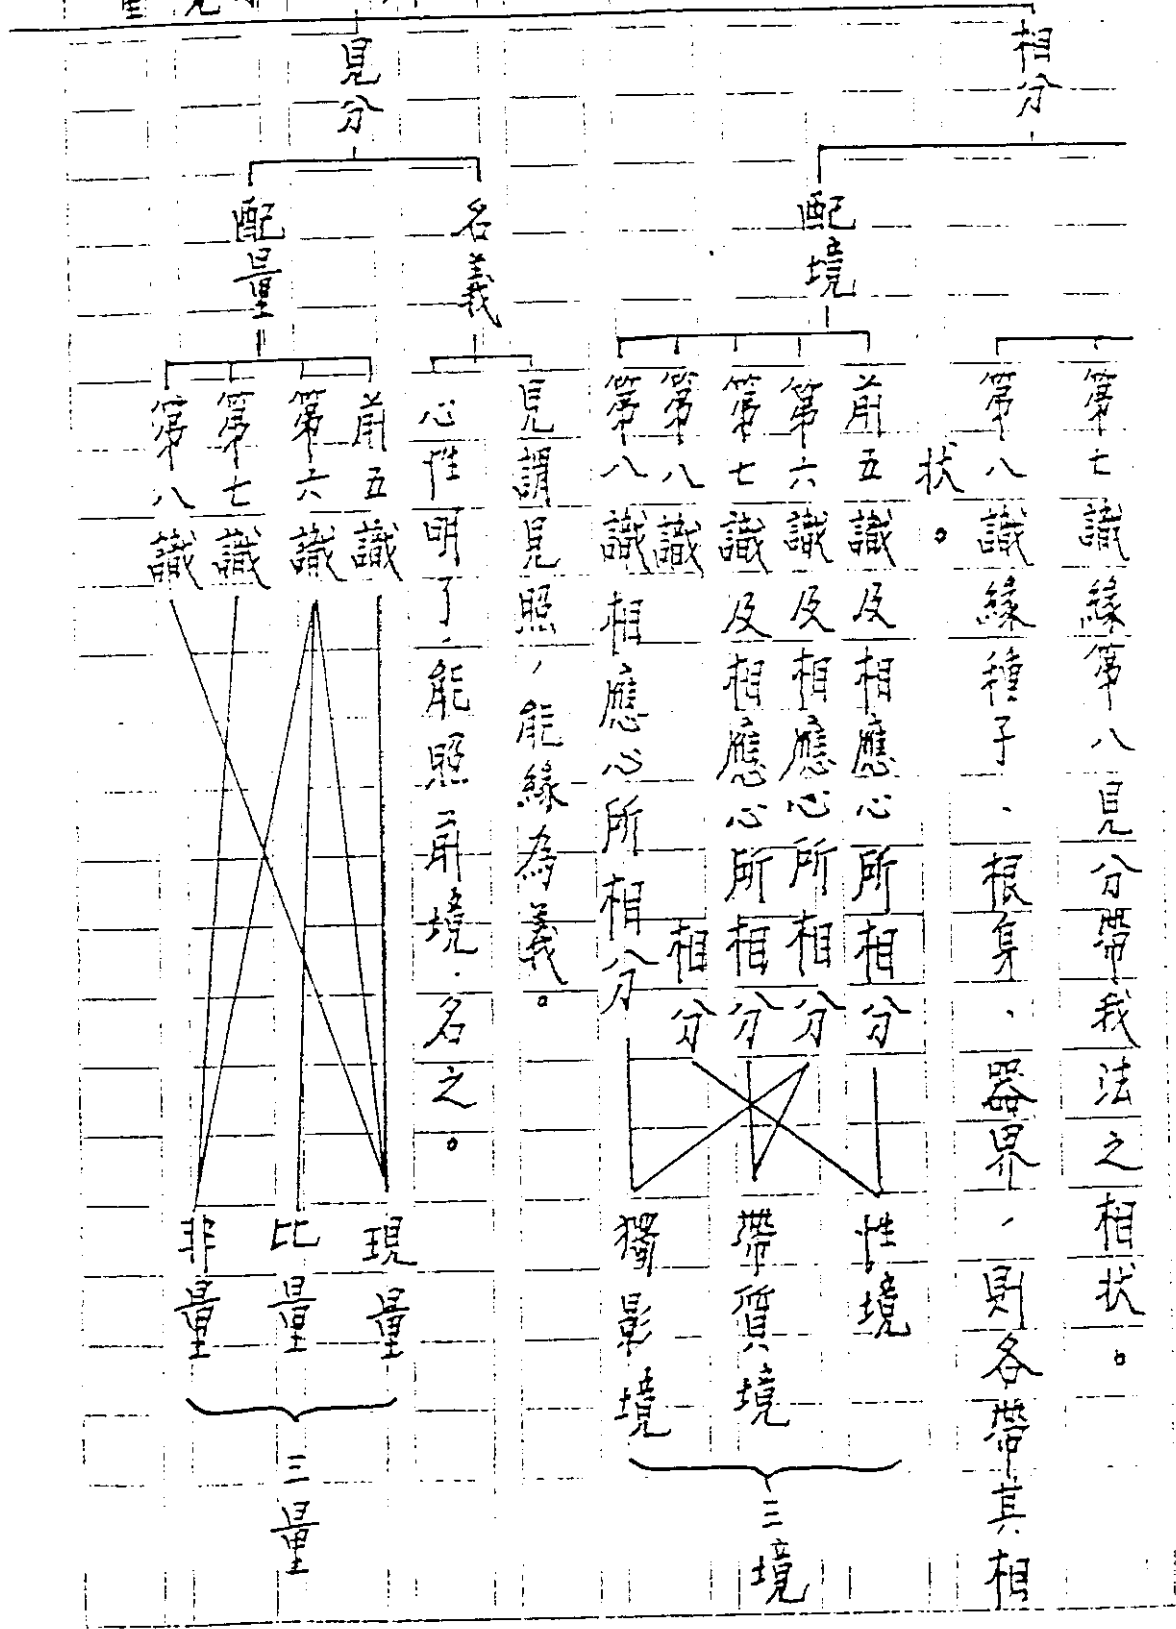 相分
第七識緣第八見分帶我法之相狀。
第八識緣種子、根身、器界，則各帶其相
狀。
配境
前五識及相應心所相分
第六識及相應心所相分
第七識及相應心所相分
第八識相分
第八識相應心所相分
性境
帶質境
獨影境
三境
見分
名義
見謂見照，能緣為義。
心性明了，能照前境，名之。
配量
前五識
第六識
第七識
第八識
現量
比量
非量
三量